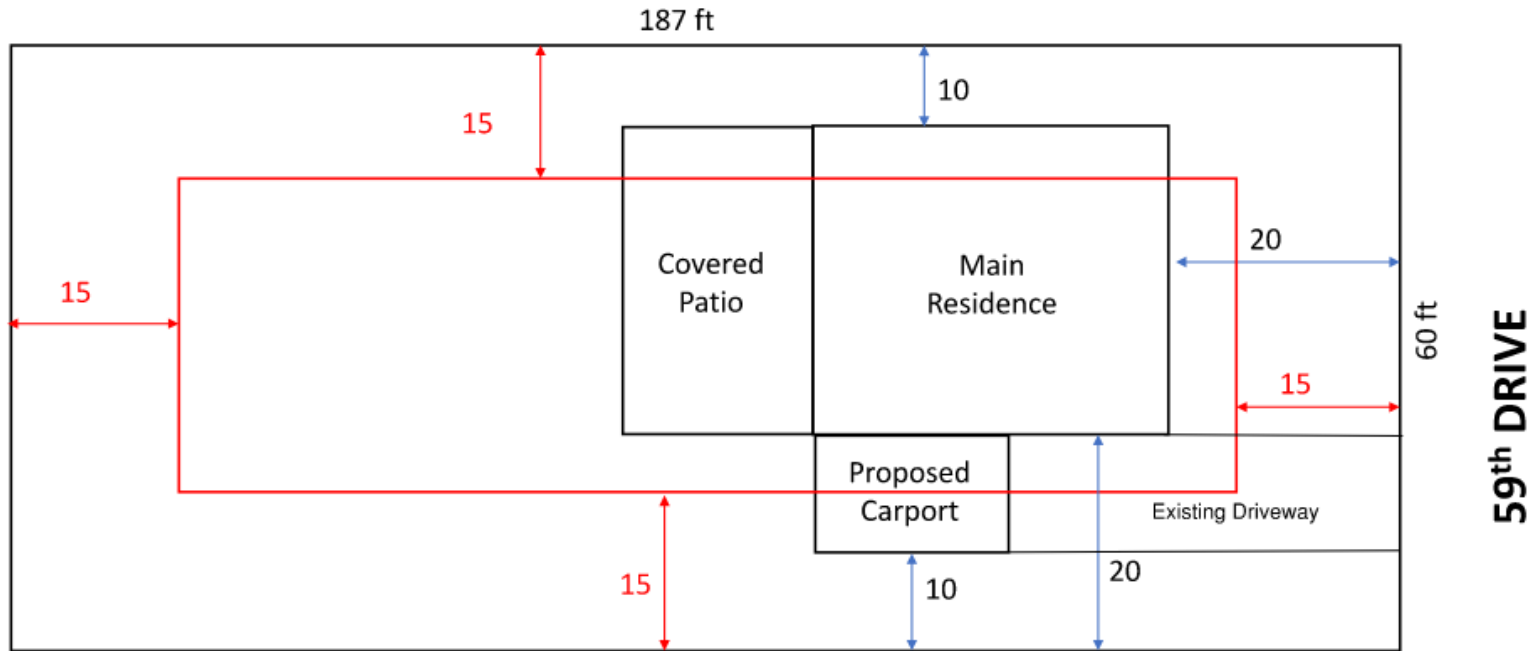 187 ft
10
15
20
Covered
Patio
Main
Residence
15
60 ft
59th DRIVE
15
Proposed
Carport
Existing Driveway
15
10
20